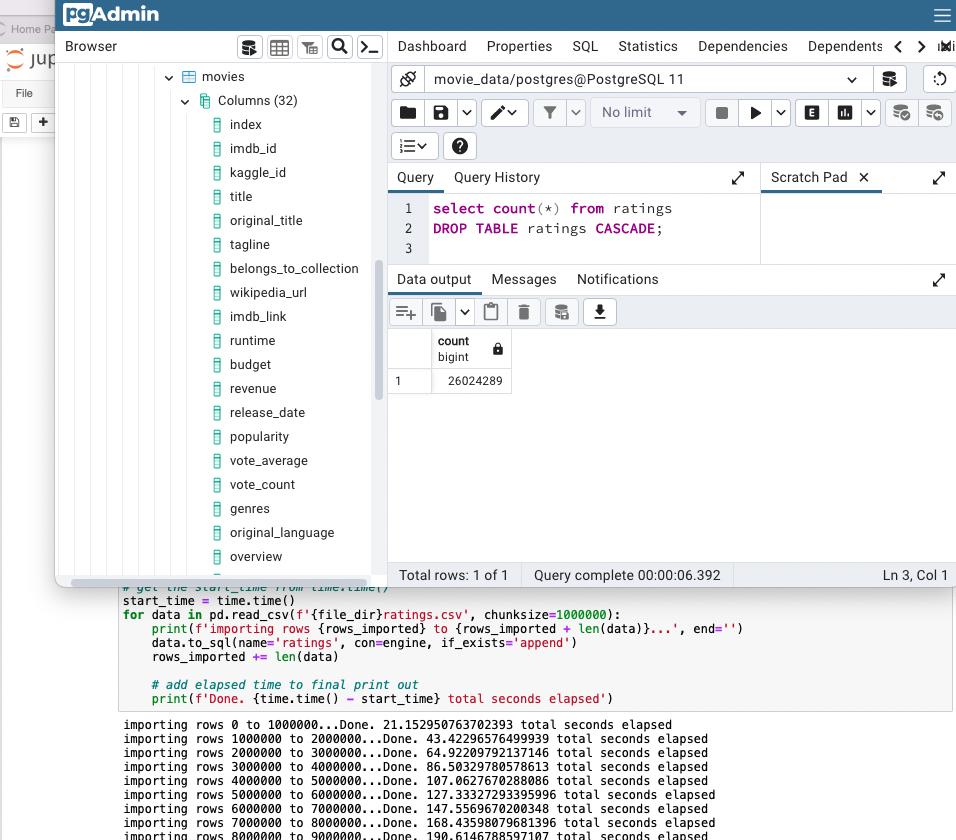 Home Pa
jup
File
pgAdmin
Browser
Dashboard Properties SQL Statistics Dependencies Dependents
movies
Columns (32)
index
imdb_id
kaggle_id
title
original_title
tagline
belongs_to_collection
wikipedia_url
imdb_link
runtime
budget
revenue
release_date
popularity
vote_average
vote_count
genres
original_language
overview
movie_data/postgres@PostgreSQL 11
No limit
E
Query Query History
Scratch Pad
1 select count(*) from ratings
2 DROP TABLE ratings CASCADE;
3
Data output Messages Notifications
count
bigint
1 26024289
Total rows: 1 of 1 Query complete 00:00:06.392 Ln 3, Col 1
# get the start_time from time.time()
start_time = time.time()
for data in pd.read_csv(f'{file_dir}ratings.csv', chunksize=1000000):
    print(f'importing rows {rows_imported} to {rows_imported + len(data)}...', end='')
    data.to_sql(name='ratings', con=engine, if_exists='append')
    rows_imported += len(data)
    # add elapsed time to final print out
    print(f'Done. {time.time() - start_time} total seconds elapsed')
importing rows 0 to 1000000...Done. 21.152950763702393 total seconds elapsed
importing rows 1000000 to 2000000...Done. 43.42296576499939 total seconds elapsed
importing rows 2000000 to 3000000...Done. 64.92209792137146 total seconds elapsed
importing rows 3000000 to 4000000...Done. 86.50329780578613 total seconds elapsed
importing rows 4000000 to 5000000...Done. 107.0627670288086 total seconds elapsed
importing rows 5000000 to 6000000...Done. 127.33327293395996 total seconds elapsed
importing rows 6000000 to 7000000...Done. 147.5569670200348 total seconds elapsed
importing rows 7000000 to 8000000...Done. 168.43598079681396 total seconds elapsed
importing rows 8000000 to 9000000...Done. 190.6146788597107 total seconds elapsed